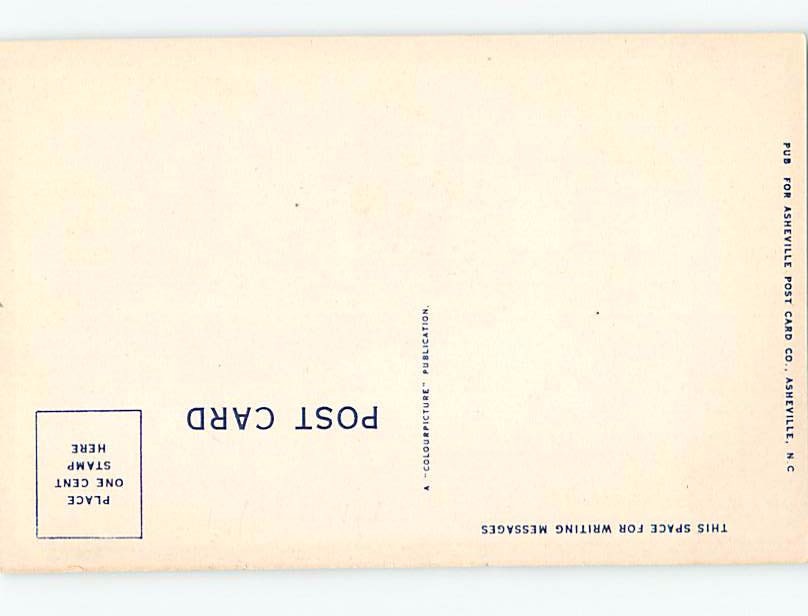 THIS SPACE FOR WRITING MESSAGES
POST CARD
PLACE
ONE CENT
STAMP
HERE
A "COLOURPICTURE" PUBLICATION.
PUB FOR ASHEVILLE POST CARD CO., ASHEVILLE, N. C